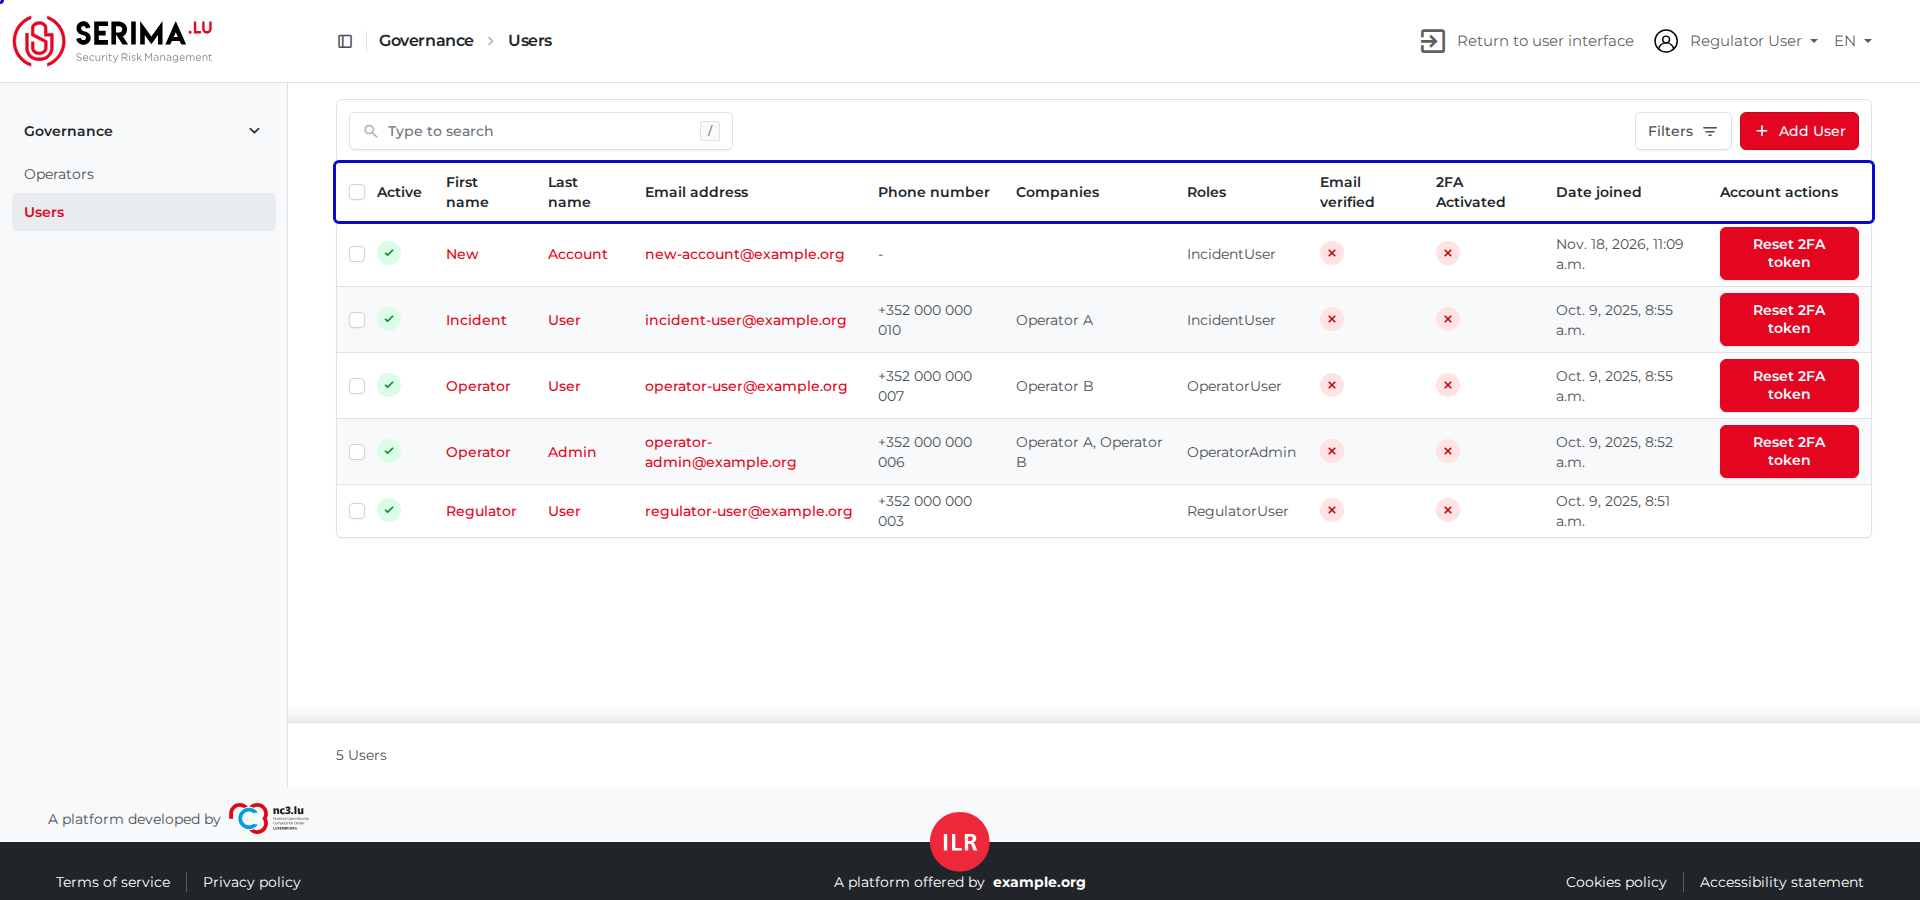 SERIMA.LU
Security Risk Management
Governance > Users
Return to user interface
Regulator User
EN
Governance
Operators
Users
Type to search /
Filters
+ Add User
Active First name Last name Email address Phone number Companies Roles Email verified 2FA Activated Date joined Account actions
New Account new-account@example.org - IncidentUser Nov. 18, 2026, 11:09 a.m. Reset 2FA token
Incident User incident-user@example.org +352 000 000 010 Operator A IncidentUser Oct. 9, 2025, 8:55 a.m. Reset 2FA token
Operator User operator-user@example.org +352 000 000 007 Operator B OperatorUser Oct. 9, 2025, 8:55 a.m. Reset 2FA token
Operator Admin operator-admin@example.org +352 000 000 006 Operator A, Operator B OperatorAdmin Oct. 9, 2025, 8:52 a.m. Reset 2FA token
Regulator User regulator-user@example.org +352 000 000 003 RegulatorUser Oct. 9, 2025, 8:51 a.m.
5 Users
A platform developed by nc3.lu
ILR
Terms of service
Privacy policy
A platform offered by example.org
Cookies policy
Accessibility statement